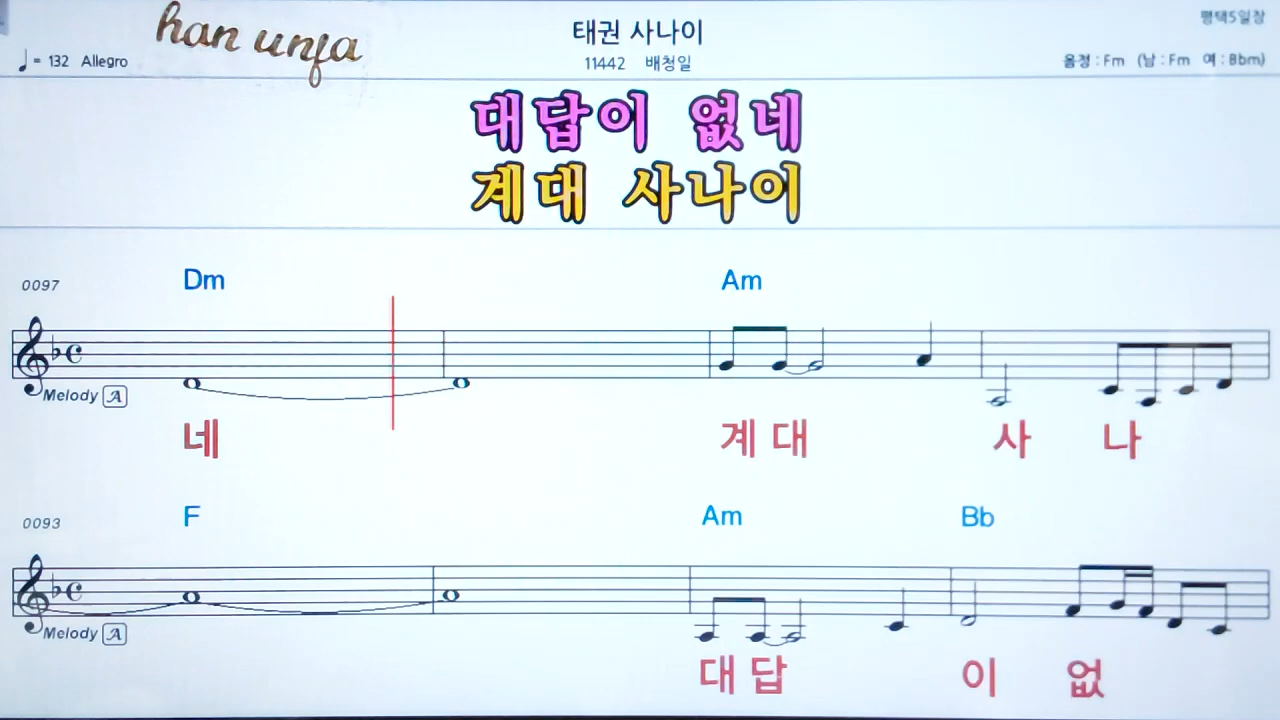 han unja
태권 사나이
평택5일장
♩= 132 Allegro
11442 배청일
음정 : Fm (남 : Fm 여 : Bbm)
대답이 없네
계대 사나이
0097 Dm Am
Melody A
네 계 대 사 나
0093 F Am Bb
Melody A
대 답 이 없